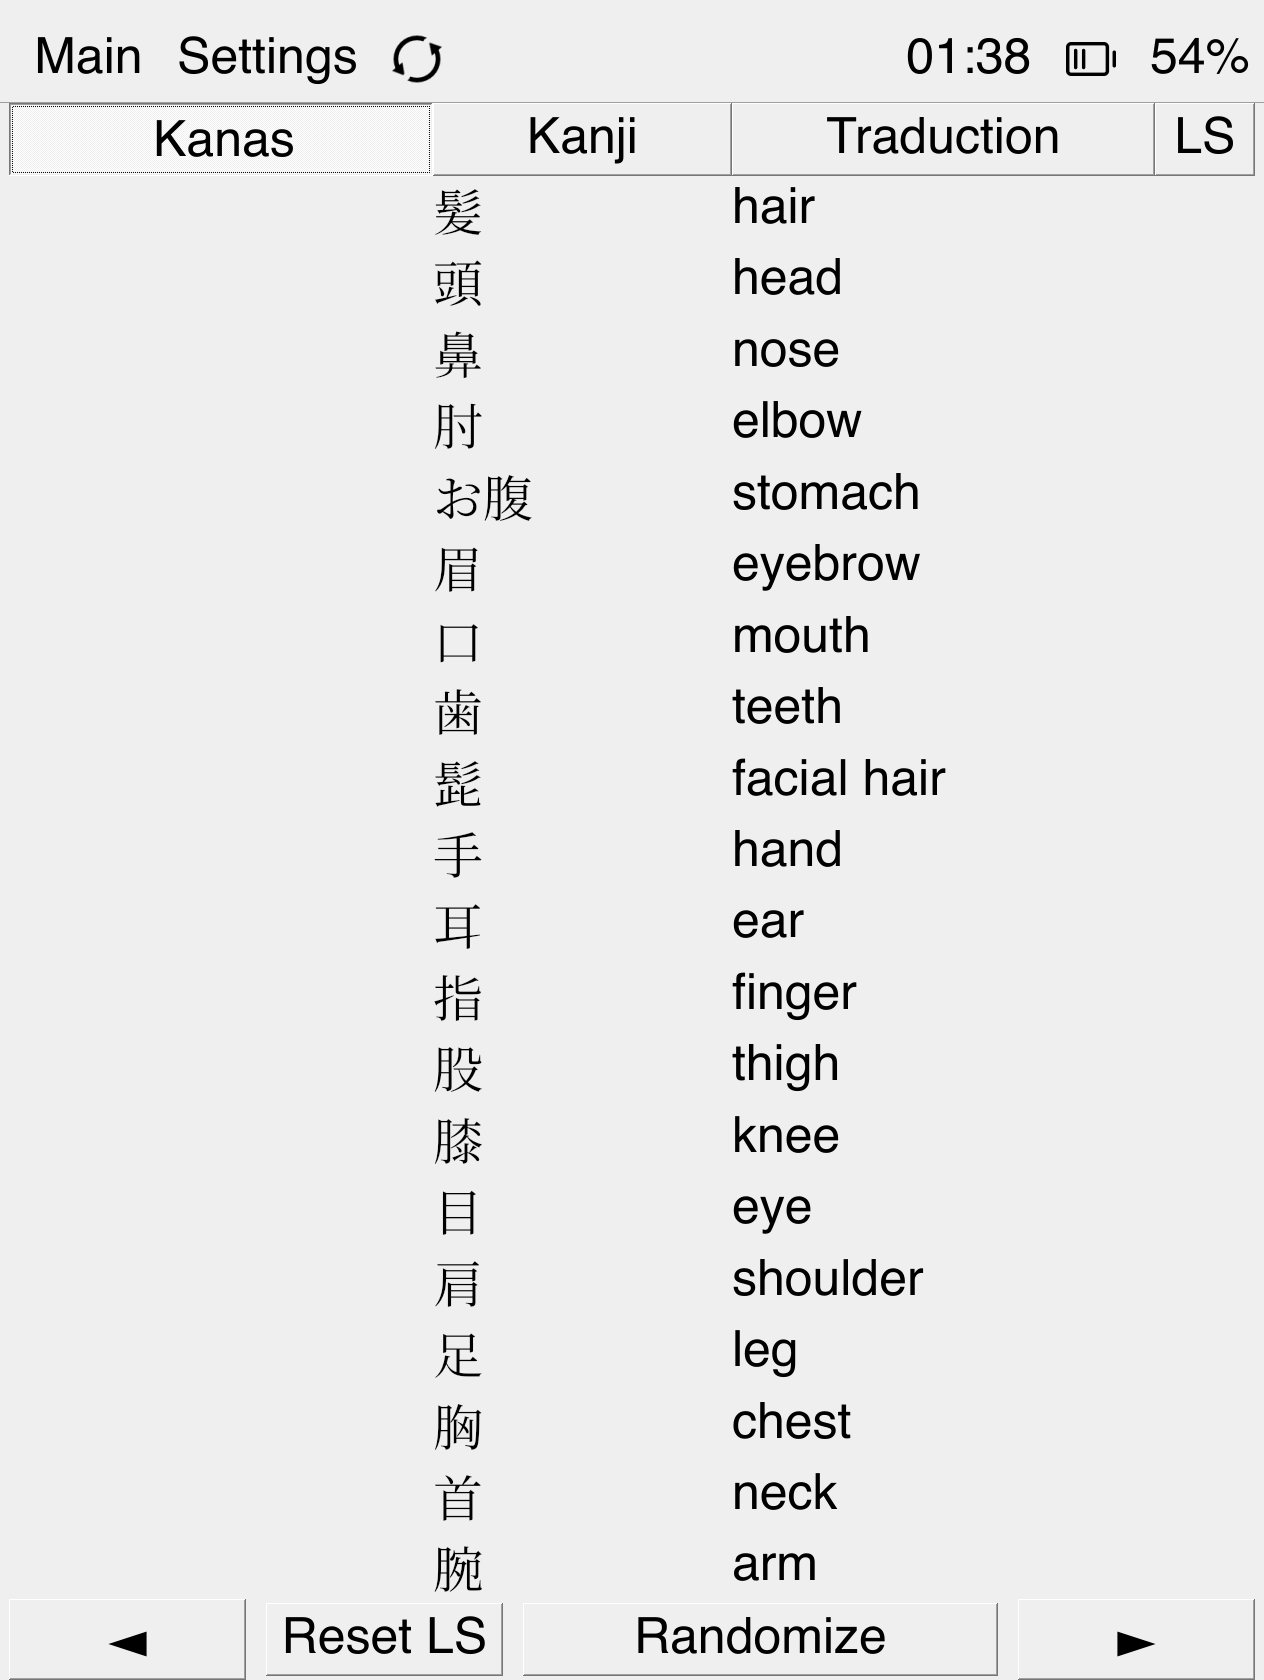 Main Settings 01:38 54%
Kanas Kanji Traduction LS
髪 hair
頭 head
鼻 nose
肘 elbow
お腹 stomach
眉 eyebrow
口 mouth
歯 teeth
髭 facial hair
手 hand
耳 ear
指 finger
股 thigh
膝 knee
目 eye
肩 shoulder
足 leg
胸 chest
首 neck
腕 arm
◄ Reset LS Randomize ►